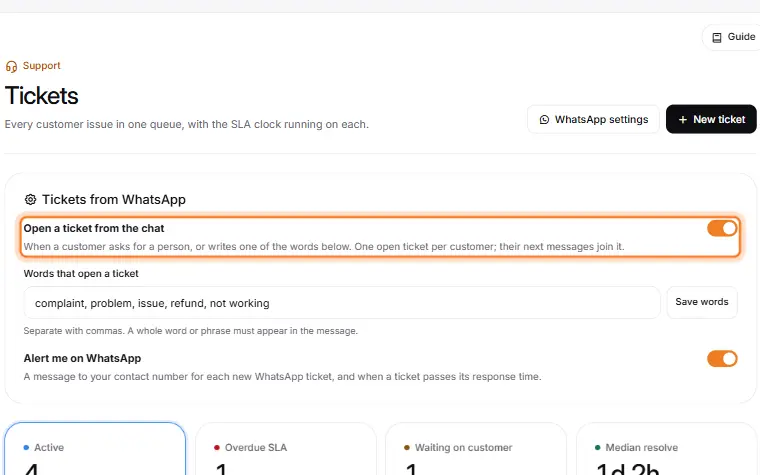 Guide
Support
Tickets
Every customer issue in one queue, with the SLA clock running on each.
WhatsApp settings
+ New ticket
Tickets from WhatsApp
Open a ticket from the chat
When a customer asks for a person, or writes one of the words below. One open ticket per customer; their next messages join it.
Words that open a ticket
complaint, problem, issue, refund, not working
Save words
Separate with commas. A whole word or phrase must appear in the message.
Alert me on WhatsApp
A message to your contact number for each new WhatsApp ticket, and when a ticket passes its response time.
Active
4
Overdue SLA
1
Waiting on customer
1
Median resolve
1d 2h